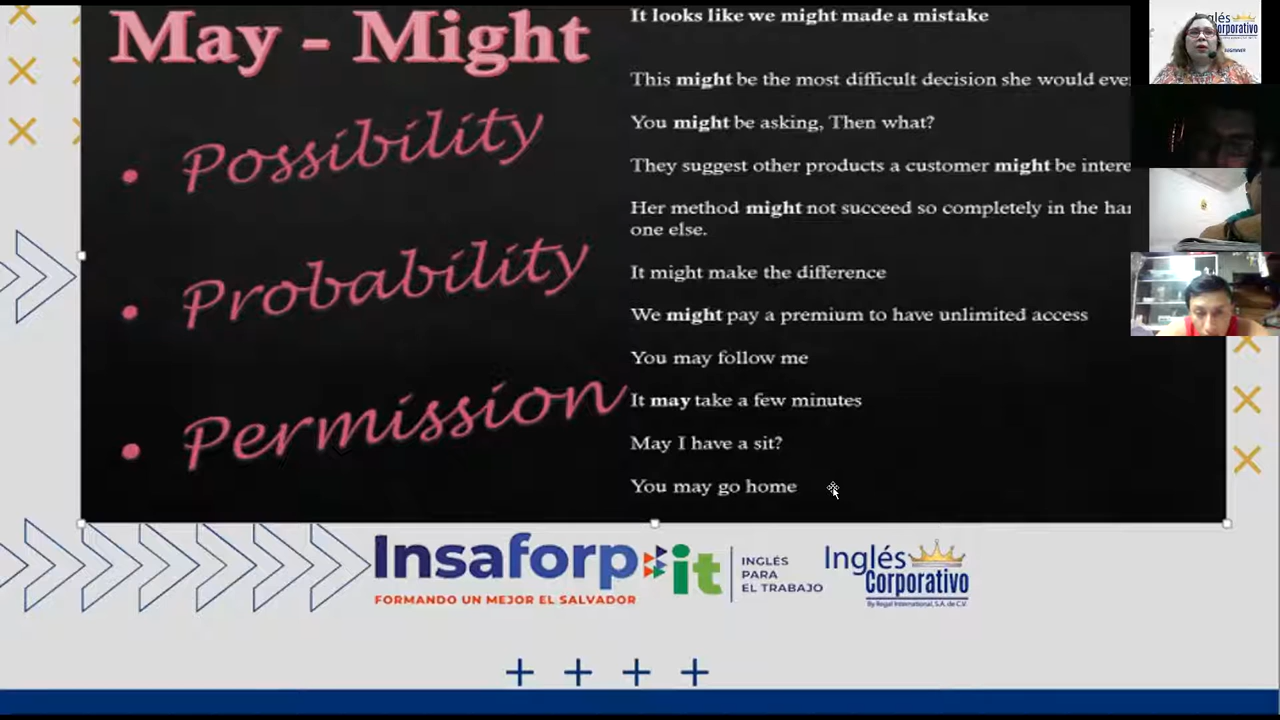 May - Might
• Possibility
• Probability
• Permission
It looks like we might made a mistake
This might be the most difficult decision she would
You might be asking, Then what?
They suggest other products a customer might be
Her method might not succeed so completely in the
one else.
It might make the difference
We might pay a premium to have unlimited access
You may follow me
It may take a few minutes
May I have a sit?
You may go home
Insaforp
FORMANDO UN MEJOR EL SALVADOR
it
INGLÉS
PARA
EL TRABAJO
Inglés
Corporativo
By Regal International, S.A. de C.V.
Inglés
Corporativo